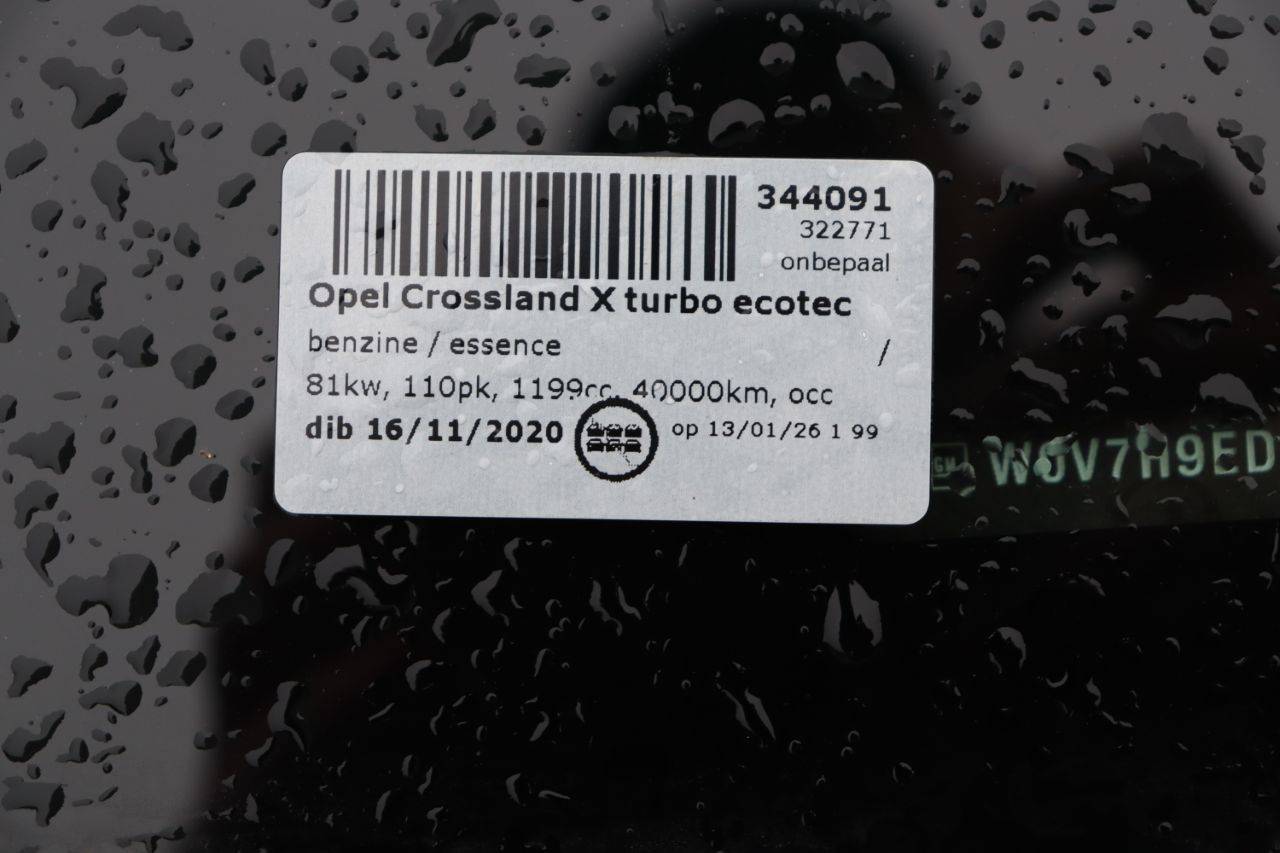 344091
322771
onbepaal
Opel Crossland X turbo ecotec
benzine / essence /
81kw, 110pk, 1199cc, 40000km, occ
dib 16/11/2020 op 13/01/26 1 99
GM W0V7H9ED